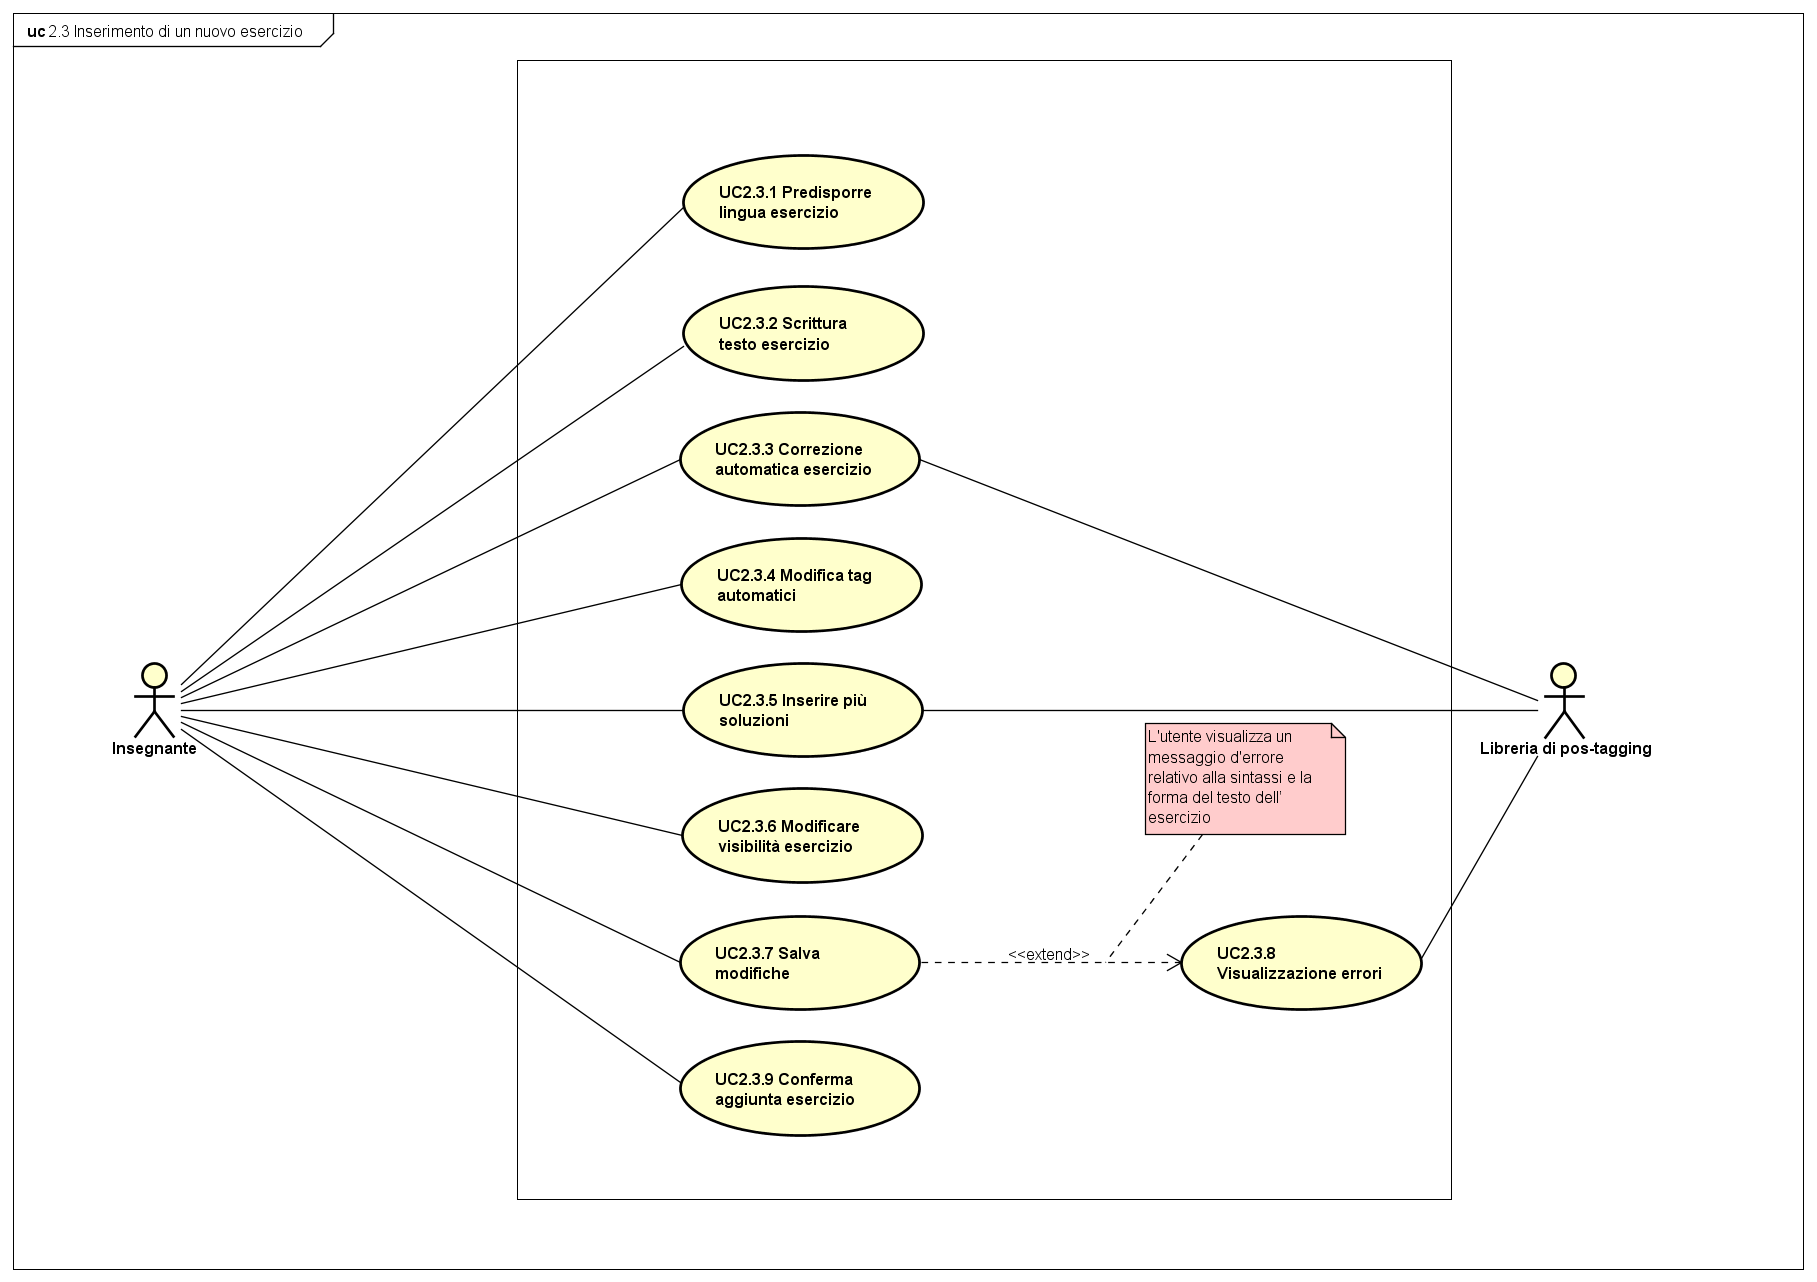 uc 2.3 Inserimento di un nuovo esercizio
UC2.3.1 Predisporre
lingua esercizio
UC2.3.2 Scrittura
testo esercizio
UC2.3.3 Correzione
automatica esercizio
UC2.3.4 Modifica tag
automatici
UC2.3.5 Inserire più
soluzioni
Insegnante
Libreria di pos-tagging
L'utente visualizza un
messaggio d'errore
relativo alla sintassi e la
forma del testo dell'
esercizio
UC2.3.6 Modificare
visibilità esercizio
UC2.3.7 Salva
modifiche
<<extend>>
UC2.3.8
Visualizzazione errori
UC2.3.9 Conferma
aggiunta esercizio